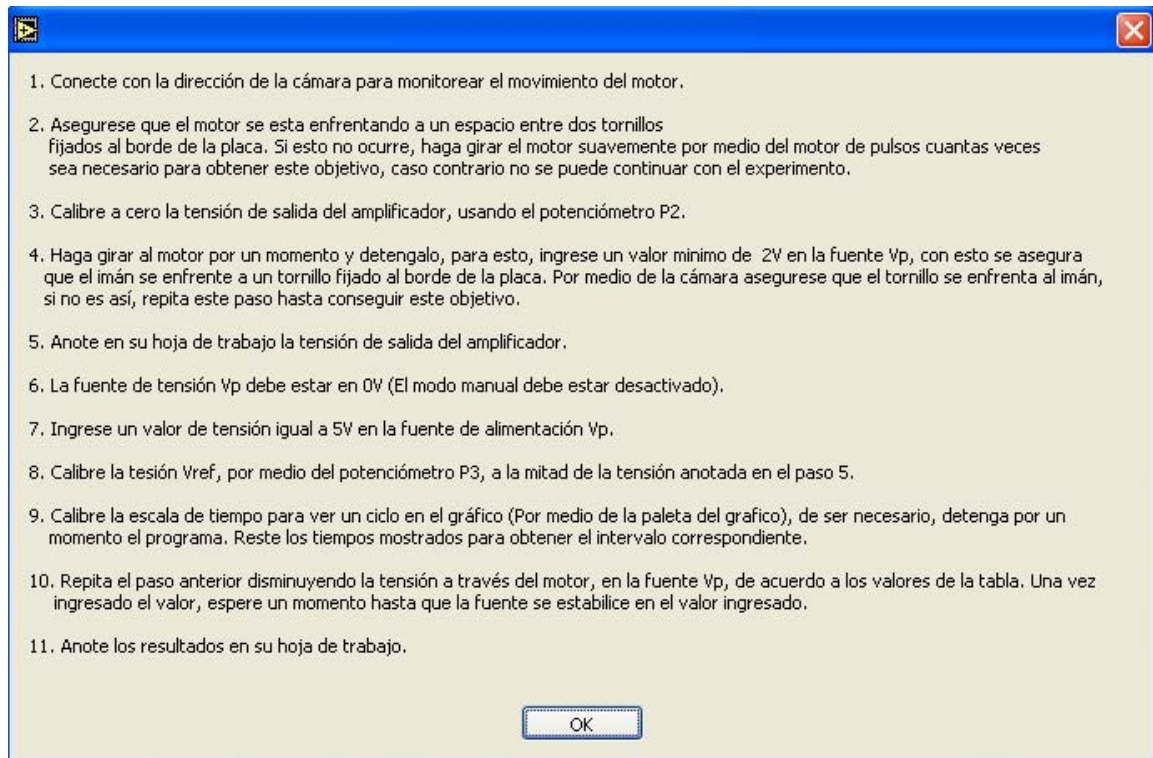 1. Conecte con la dirección de la cámara para monitorear el movimiento del motor.
2. Asegurese que el motor se esta enfrentando a un espacio entre dos tornillos
fijados al borde de la placa. Si esto no ocurre, haga girar el motor suavemente por medio del motor de pulsos cuantas veces
sea necesario para obtener este objetivo, caso contrario no se puede continuar con el experimento.
3. Calibre a cero la tensión de salida del amplificador, usando el potenciómetro P2.
4. Haga girar al motor por un momento y detengalo, para esto, ingrese un valor minimo de  2V en la fuente Vp, con esto se asegura
que el imán se enfrente a un tornillo fijado al borde de la placa. Por medio de la cámara asegurese que el tornillo se enfrenta al imán,
si no es así, repita este paso hasta conseguir este objetivo.
5. Anote en su hoja de trabajo la tensión de salida del amplificador.
6. La fuente de tensión Vp debe estar en 0V (El modo manual debe estar desactivado).
7. Ingrese un valor de tensión igual a 5V en la fuente de alimentación Vp.
8. Calibre la tesión Vref, por medio del potenciómetro P3, a la mitad de la tensión anotada en el paso 5.
9. Calibre la escala de tiempo para ver un ciclo en el gráfico (Por medio de la paleta del grafico), de ser necesario, detenga por un
momento el programa. Reste los tiempos mostrados para obtener el intervalo correspondiente.
10. Repita el paso anterior disminuyendo la tensión a través del motor, en la fuente Vp, de acuerdo a los valores de la tabla. Una vez
ingresado el valor, espere un momento hasta que la fuente se estabilice en el valor ingresado.
11. Anote los resultados en su hoja de trabajo.
OK